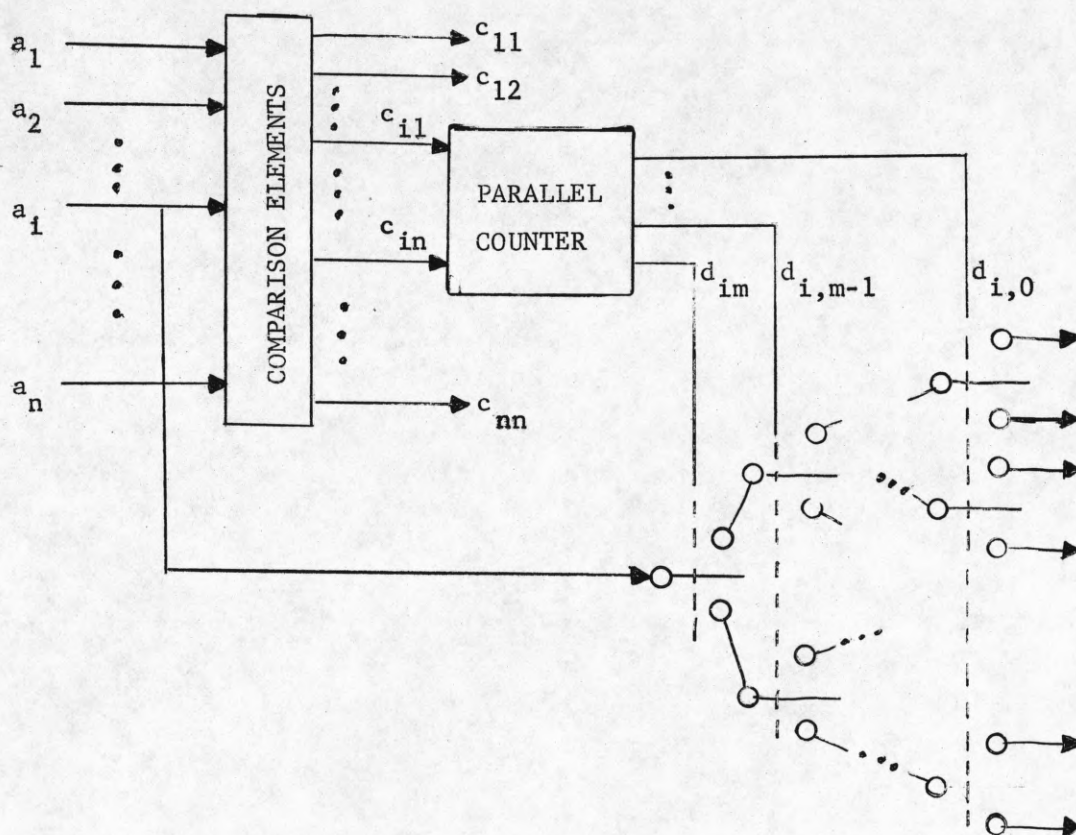 a1
a2
ai
an
COMPARISON ELEMENTS
c11
c12
ci1
cin
cnn
PARALLEL
COUNTER
dim
di,m-1
di,0